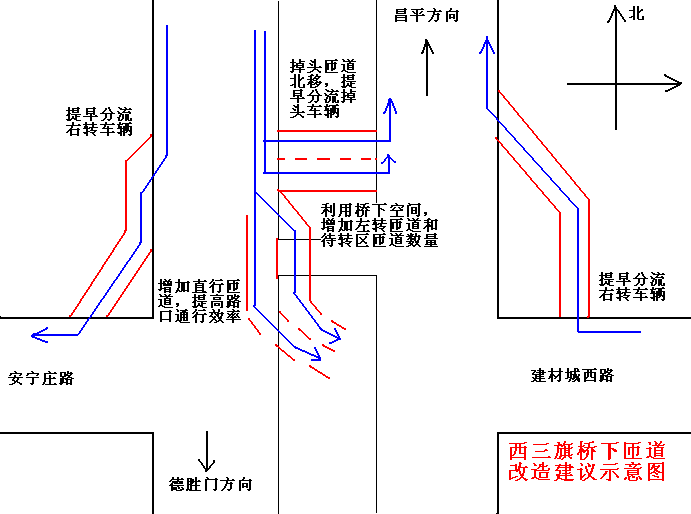 昌平方向
北
掉头匝道
北移，提
早分流掉
头车辆
提早分流
右转车辆
利用桥下空间，
增加左转匝道和
待转区匝道数量
增加直行匝
道，提高路
口通行效率
提早分流
右转车辆
安宁庄路
建材城西路
德胜门方向
西三旗桥下匝道
改造建议示意图